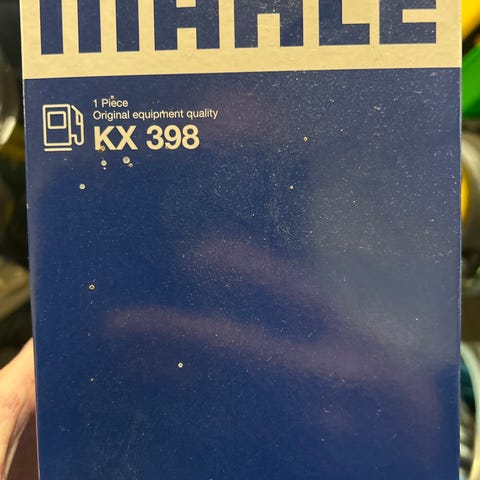 MAHLE
1 Piece
Original equipment quality
KX 398